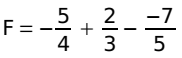 F = −5/4 + 2/3 − −7/5